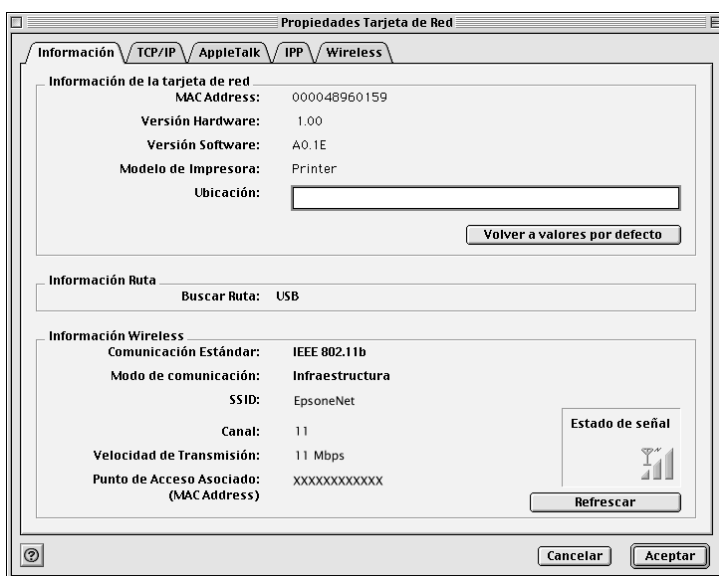 Propiedades Tarjeta de Red
Información TCP/IP AppleTalk IPP Wireless
Información de la tarjeta de red
MAC Address: 000048960159
Versión Hardware: 1.00
Versión Software: A0.1E
Modelo de Impresora: Printer
Ubicación:
Volver a valores por defecto
Información Ruta
Buscar Ruta: USB
Información Wireless
Comunicación Estándar: IEEE 802.11b
Modo de comunicación: Infraestructura
SSID: EpsoneNet
Canal: 11
Estado de señal
Velocidad de Transmisión: 11 Mbps
Punto de Acceso Asociado: XXXXXXXXXXXX
(MAC Address)
Refrescar
? Cancelar Aceptar